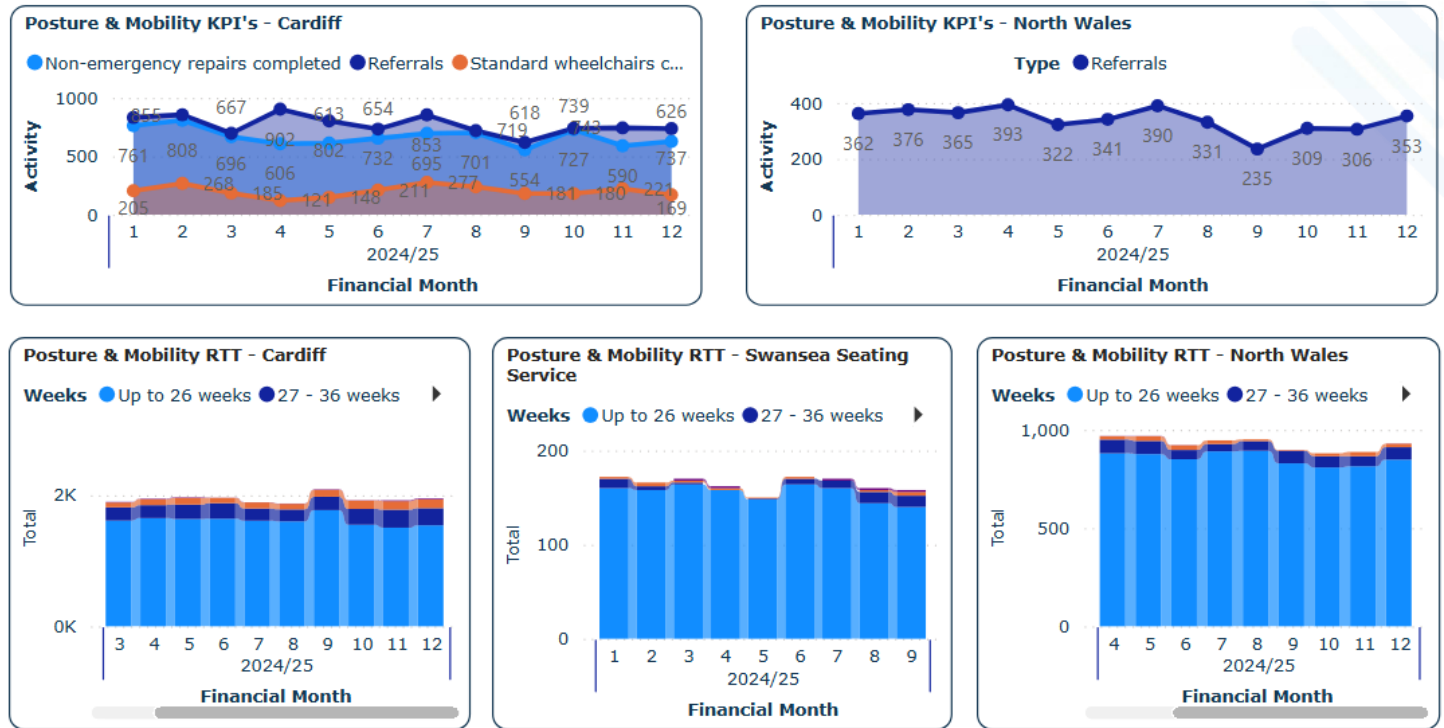 Posture & Mobility KPI's - Cardiff
Non-emergency repairs completed Referrals Standard wheelchairs c...
1000
500
0
Activity
855 667 613 654 618 739 626
902 802 732 853 719 743
761 808 696 606 695 701 727 737
268 185 121 148 211 277 554 181 180 590 221
205 169
1 2 3 4 5 6 7 8 9 10 11 12
2024/25
Financial Month
Posture & Mobility KPI's - North Wales
Type Referrals
400
200
0
Activity
362 376 365 393 322 341 390 331 235 309 306 353
1 2 3 4 5 6 7 8 9 10 11 12
2024/25
Financial Month
Posture & Mobility RTT - Cardiff
Weeks Up to 26 weeks 27 - 36 weeks
2K
0K
Total
3 4 5 6 7 8 9 10 11 12
2024/25
Financial Month
Posture & Mobility RTT - Swansea Seating
Service
Weeks Up to 26 weeks 27 - 36 weeks
200
100
0
Total
1 2 3 4 5 6 7 8 9
2024/25
Financial Month
Posture & Mobility RTT - North Wales
Weeks Up to 26 weeks 27 - 36 weeks
1,000
500
0
Total
4 5 6 7 8 9 10 11 12
2024/25
Financial Month